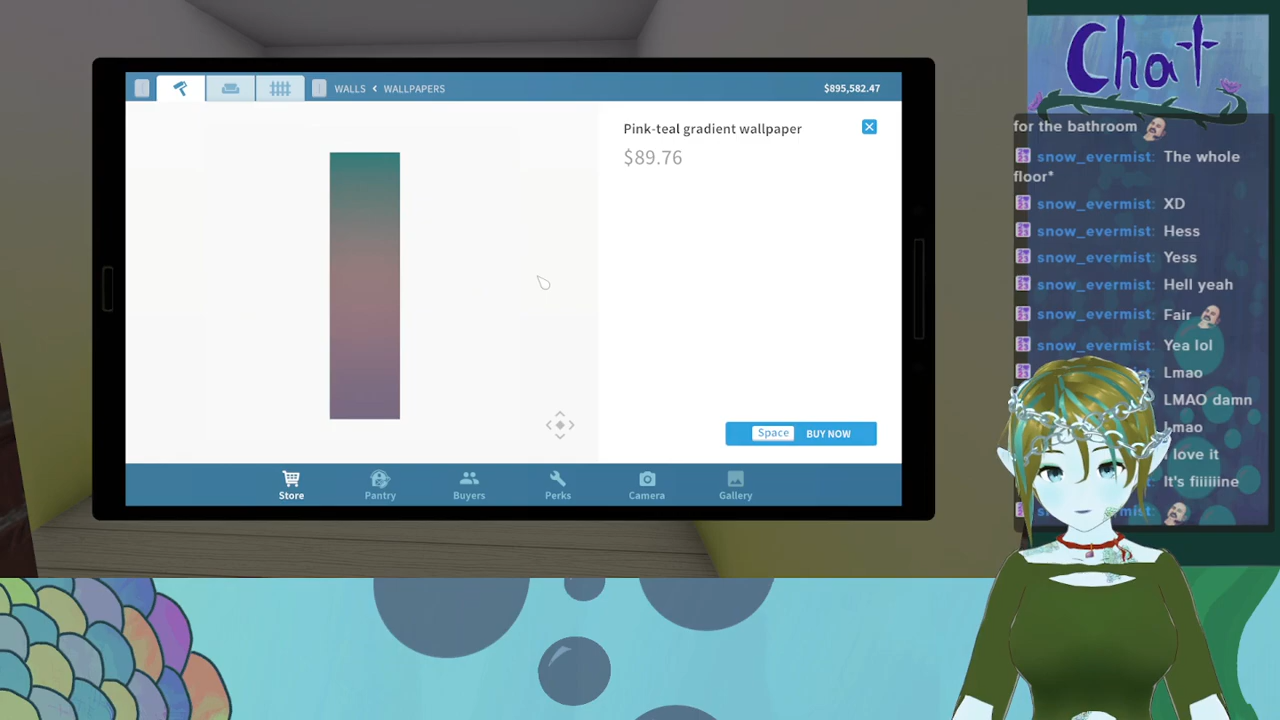 WALLS < WALLPAPERS
$895,582.47
Pink-teal gradient wallpaper
$89.76
Space BUY NOW
Store
Pantry
Buyers
Perks
Camera
Gallery
Chat
for the bathroom
snow_evermist: The whole
floor*
snow_evermist: XD
snow_evermist: Hess
snow_evermist: Yess
snow_evermist: Hell yeah
snow_evermist: Fair
snow_evermist: Yea lol
snow_evermist: Lmao
LMAO damn
Lmao
I love it
It's fiiiiiine